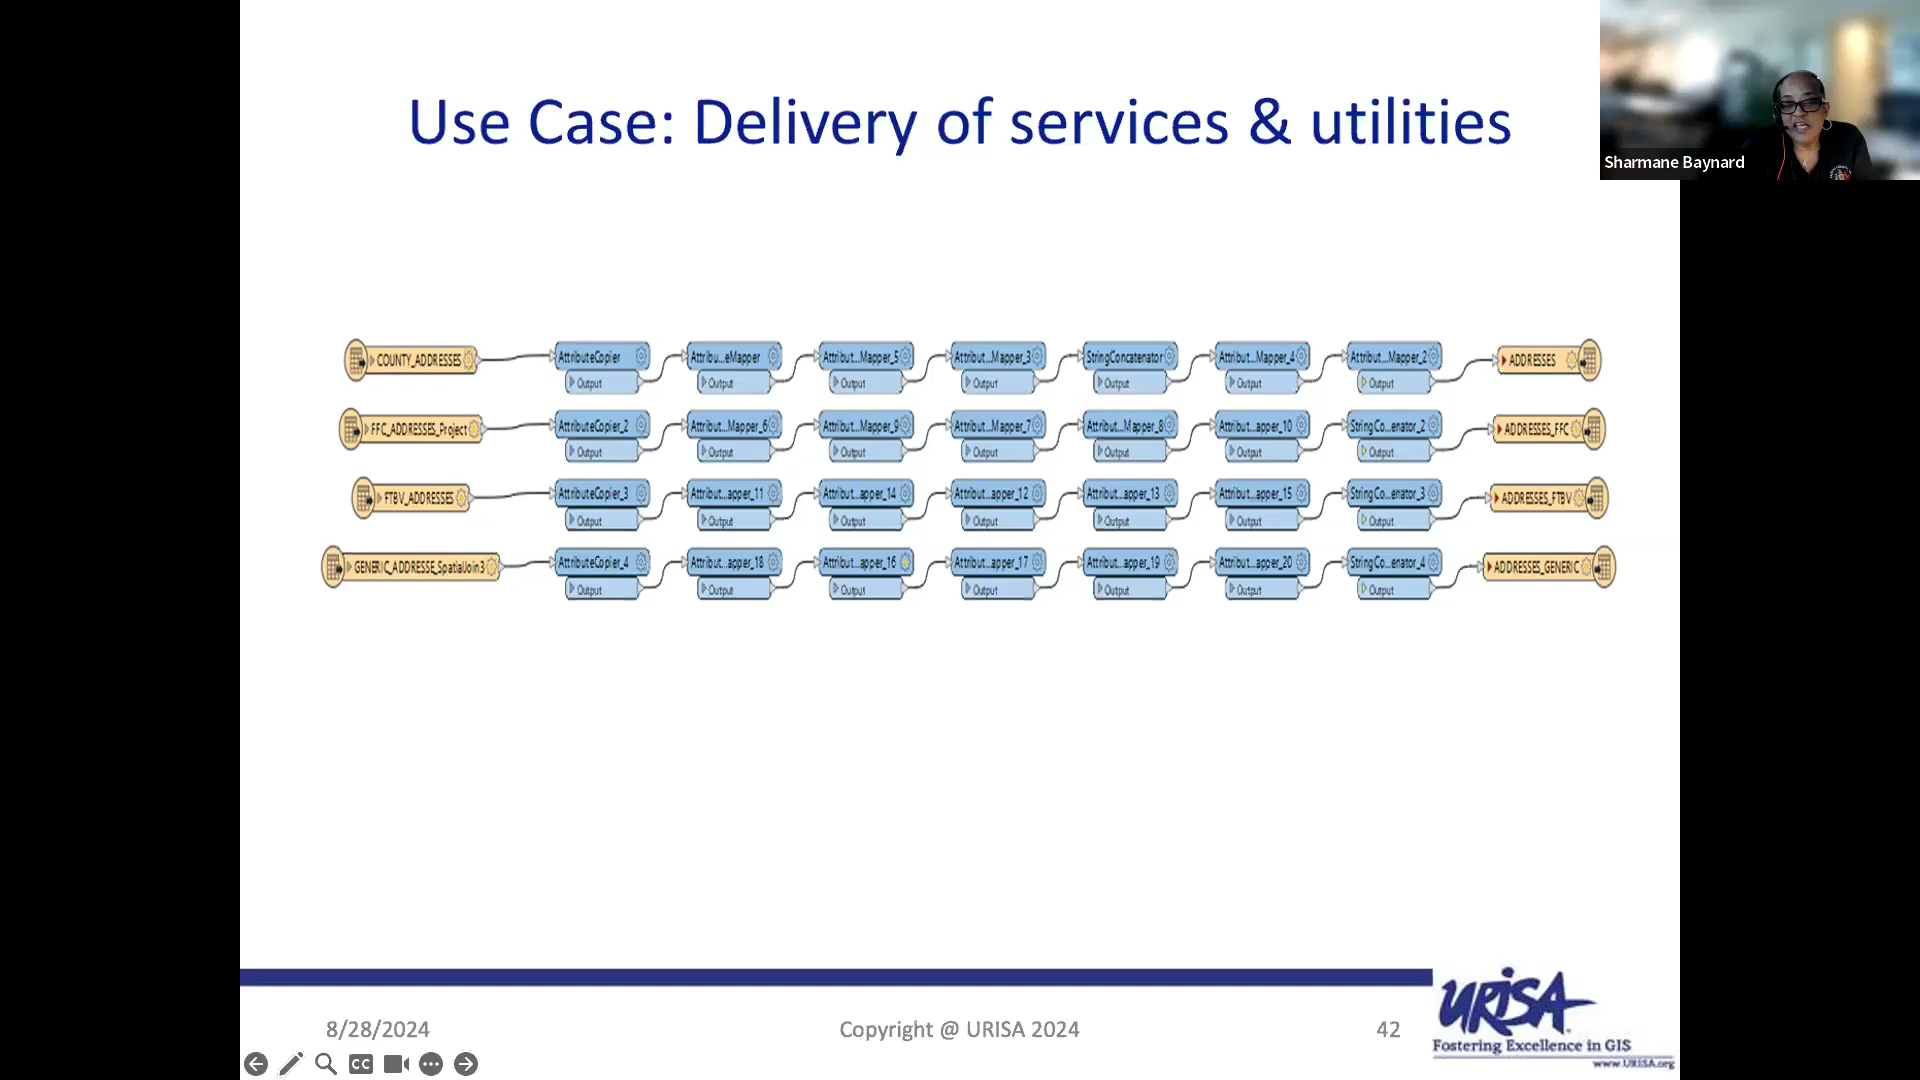 Use Case: Delivery of services & utilities
Sharmane Baynard
COUNTY_ADDRESSES AttributeCopier Attribu...eMapper Attribut...Mapper_5 Attribut...Mapper_3 StringConcatenator Attribut...Mapper_4 Attribut...Mapper_2 ADDRESSES
Output Output Output Output Output Output Output
FFC_ADDRESSES_Project AttributeCopier_2 Attribut...Mapper_6 Attribut...Mapper_9 Attribut...Mapper_7 Attribut...Mapper_8 Attribut...apper_10 StringCo...enator_2 ADDRESSES_FFC
Output Output Output Output Output Output Output
FTBV_ADDRESSES AttributeCopier_3 Attribut...apper_11 Attribut...apper_14 Attribut...apper_12 Attribut...apper_13 Attribut...apper_15 StringCo...enator_3 ADDRESSES_FTBV
Output Output Output Output Output Output Output
GENERIC_ADDRESSE_SpatialJoin3 AttributeCopier_4 Attribut...apper_18 Attribut...apper_16 Attribut...apper_17 Attribut...apper_19 Attribut...apper_20 StringCo...enator_4 ADDRESSES_GENERIC
Output Output Output Output Output Output Output
URISA
Fostering Excellence in GIS
www.URISA.org
8/28/2024 Copyright @ URISA 2024 42
CC